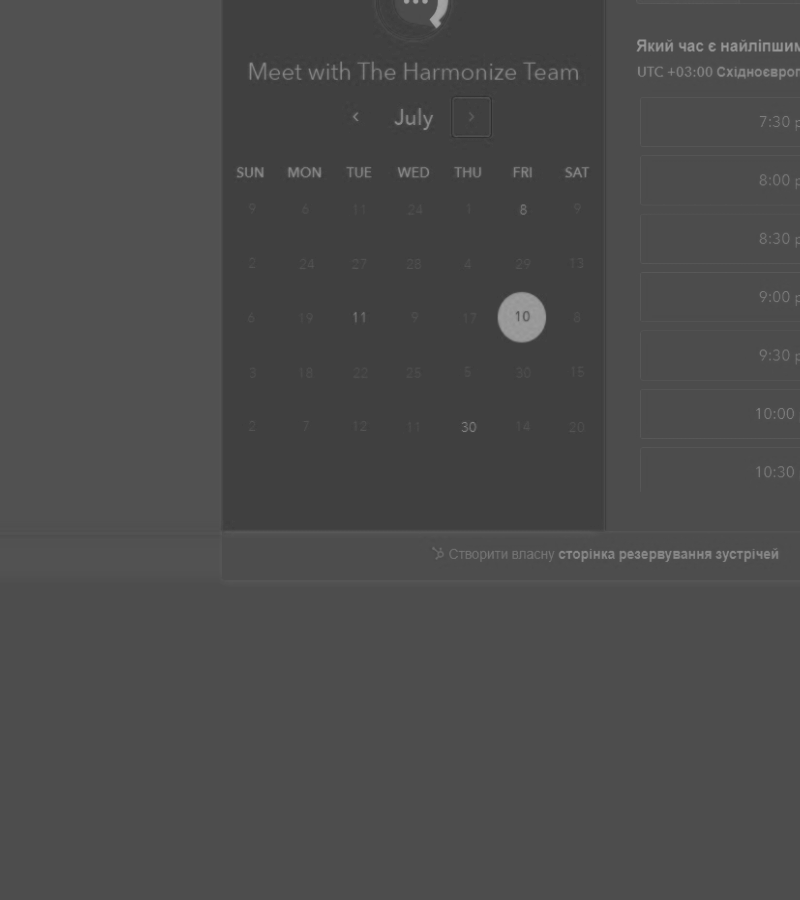 Meet with The Harmonize Team
July
SUN MON TUE WED THU FRI SAT
9 6 11 24 1 8 9
2 24 27 28 4 29 13
6 19 11 9 17 10 8
3 18 22 25 5 30 15
2 7 12 11 30 14 20
Який час є найліпшим
UTC +03:00 Східноєвроп
7:30 p
8:00 p
8:30 p
9:00 p
9:30 p
10:00
10:30
Створити власну сторінка резервування зустрічей